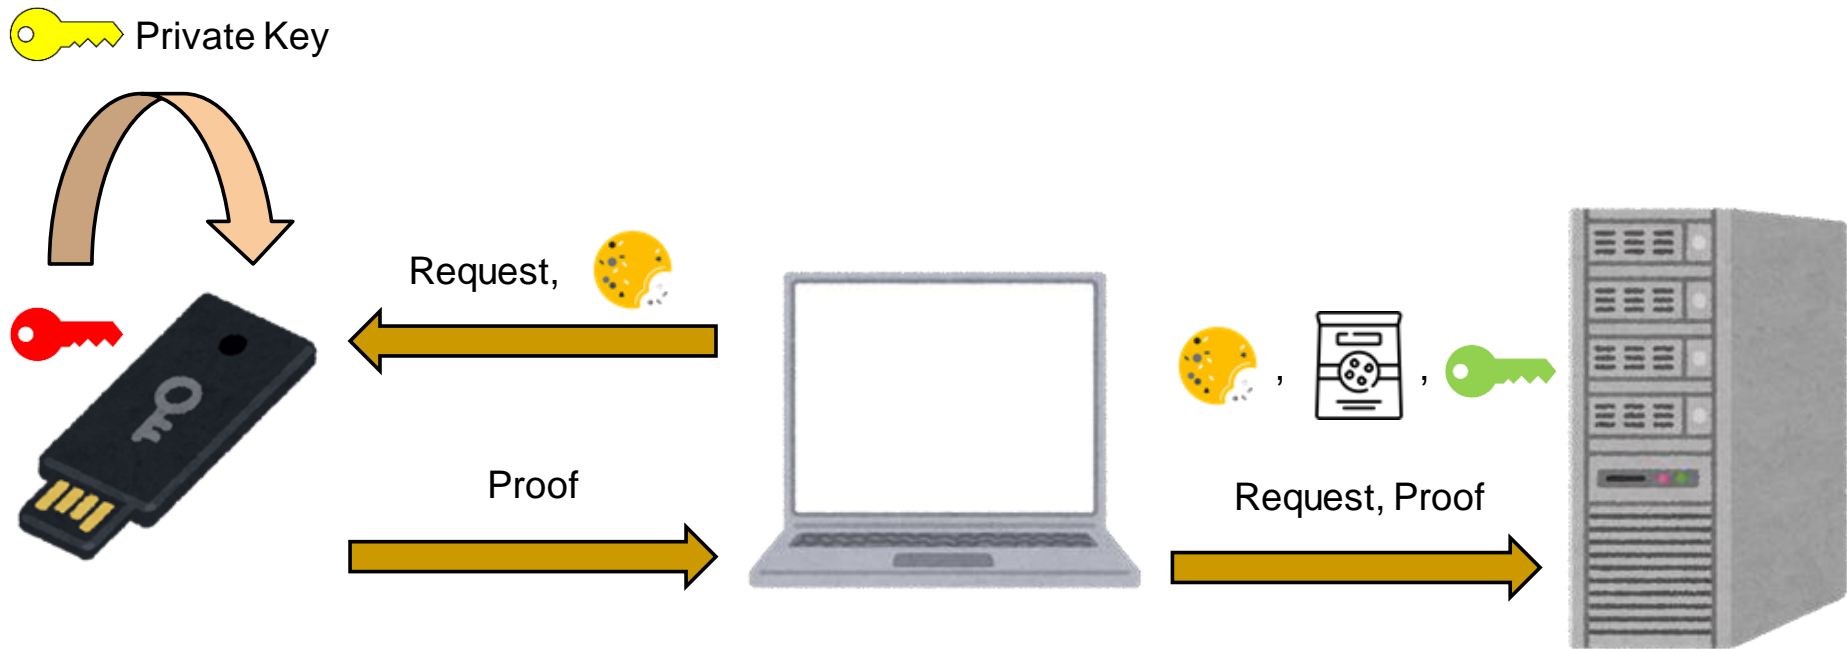 Private Key
Request,
, ,
Proof
Request, Proof